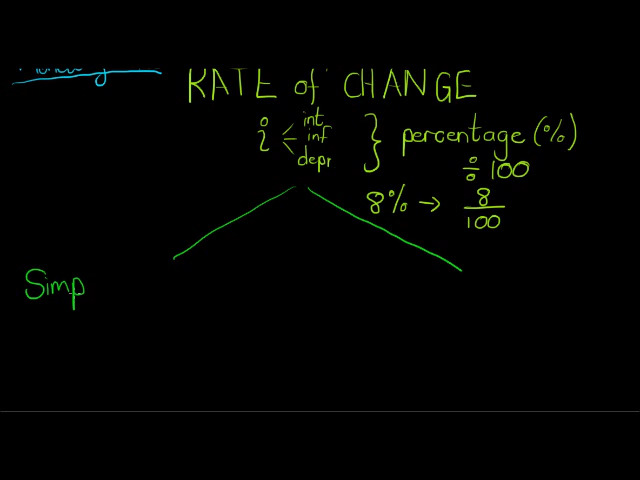 RATE of CHANGE
i < int inf depr } percentage (%)
÷ 100
8% → 8/100
Simp